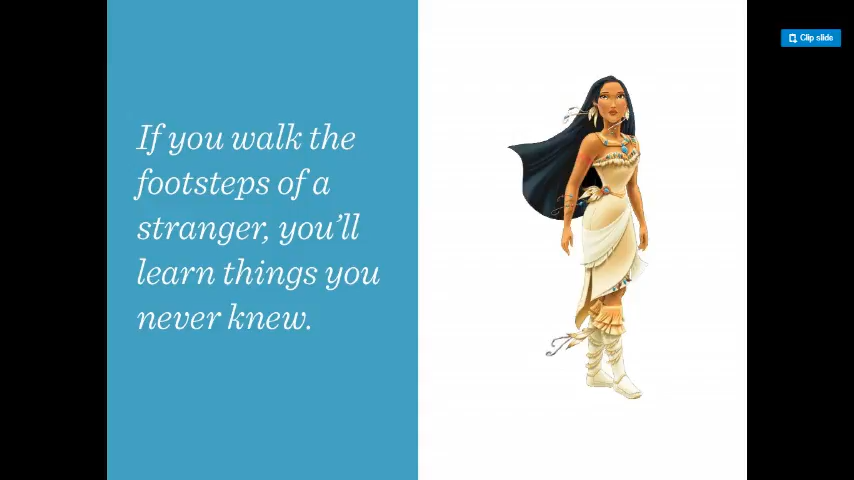 If you walk the
footsteps of a
stranger, you’ll
learn things you
never knew.
Clip slide